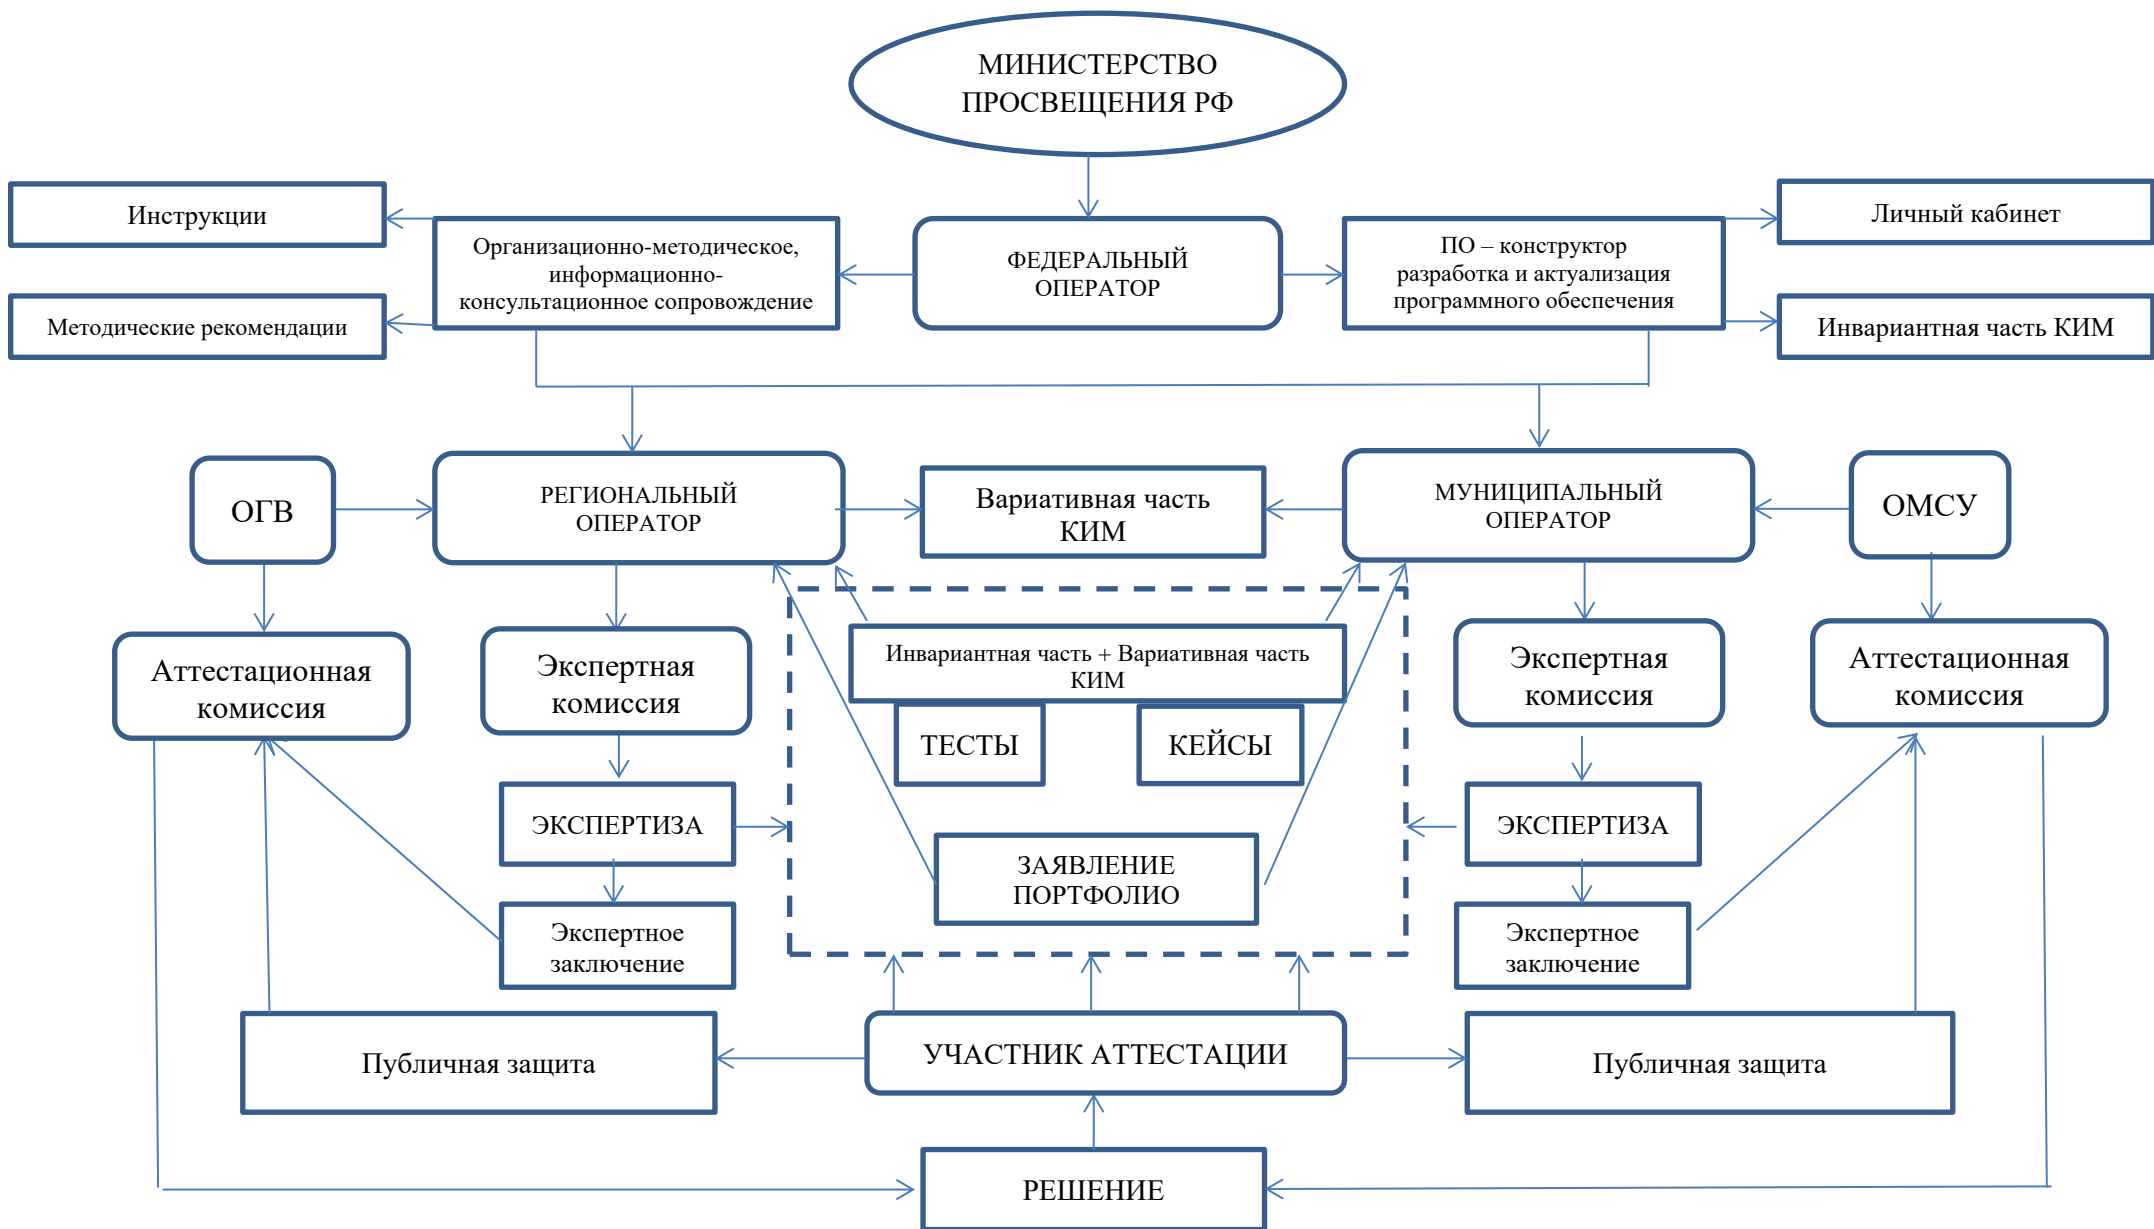 МИНИСТЕРСТВО
ПРОСВЕЩЕНИЯ РФ
Инструкции
Методические рекомендации
Организационно-методическое,
информационно-
консультационное сопровождение
ФЕДЕРАЛЬНЫЙ
ОПЕРАТОР
ПО – конструктор
разработка и актуализация
программного обеспечения
Личный кабинет
Инвариантная часть КИМ
ОГВ
РЕГИОНАЛЬНЫЙ
ОПЕРАТОР
Вариативная часть
КИМ
МУНИЦИПАЛЬНЫЙ
ОПЕРАТОР
ОМСУ
Аттестационная
комиссия
Экспертная
комиссия
Инвариантная часть + Вариативная часть
КИМ
Экспертная
комиссия
Аттестационная
комиссия
ТЕСТЫ
КЕЙСЫ
ЭКСПЕРТИЗА
ЗАЯВЛЕНИЕ
ПОРТФОЛИО
ЭКСПЕРТИЗА
Экспертное
заключение
Экспертное
заключение
Публичная защита
УЧАСТНИК АТТЕСТАЦИИ
Публичная защита
РЕШЕНИЕ